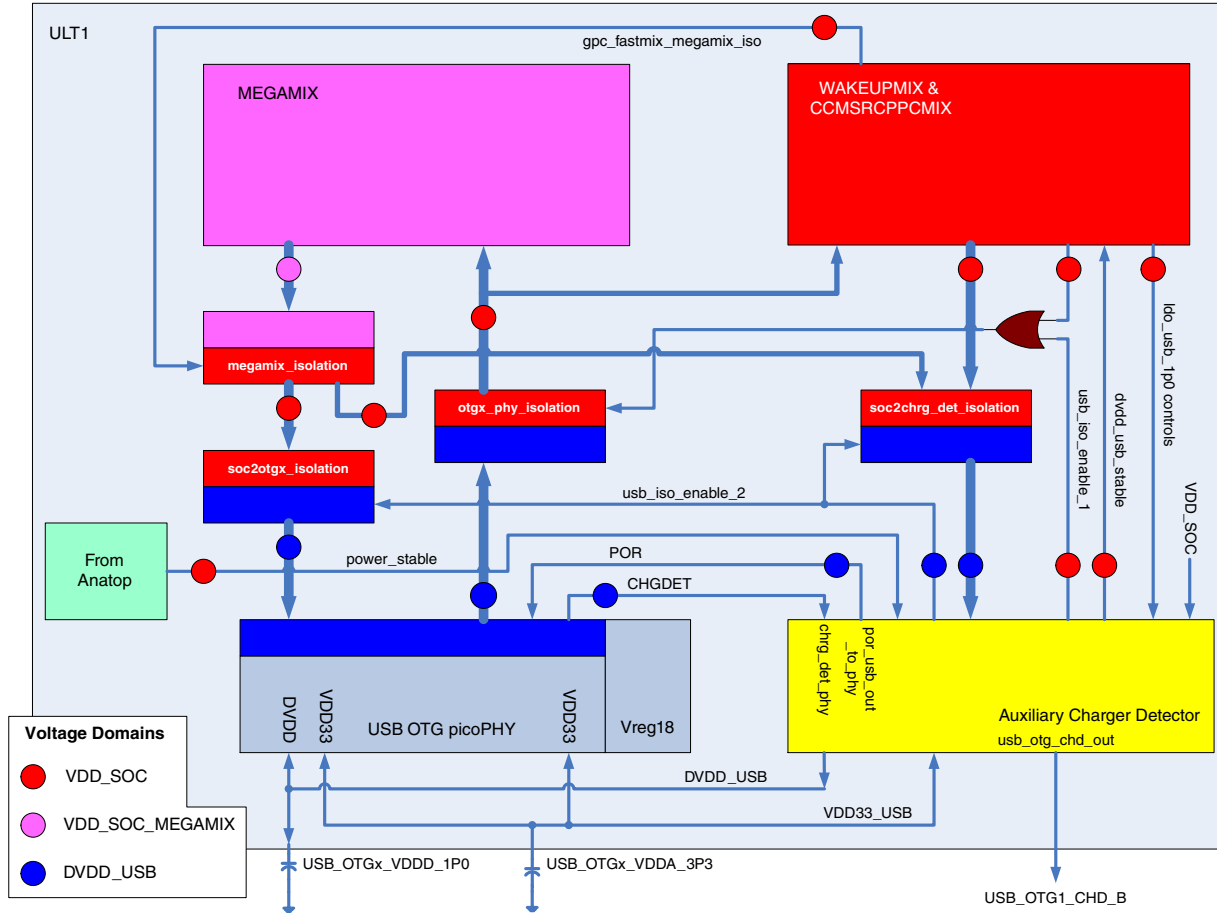 ULT1
gpc_fastmix_megamix_iso
MEGAMIX
WAKEUPMIX &
CCMSRCPPCMIX
megamix_isolation
otgx_phy_isolation
soc2chrg_det_isolation
soc2otgx_isolation
usb_iso_enable_2
usb_iso_enable_1
dvdd_usb_stable
ldo_usb_1p0 controls
VDD_SOC
From
Anatop
power_stable
POR
CHGDET
chrg_det_phy
por_usb_out
_to_phy
DVDD
VDD33
USB OTG picoPHY
VDD33
Vreg18
Auxiliary Charger Detector
usb_otg_chd_out
Voltage Domains
VDD_SOC
VDD_SOC_MEGAMIX
DVDD_USB
DVDD_USB
VDD33_USB
USB_OTGx_VDDD_1P0
USB_OTGx_VDDA_3P3
USB_OTG1_CHD_B